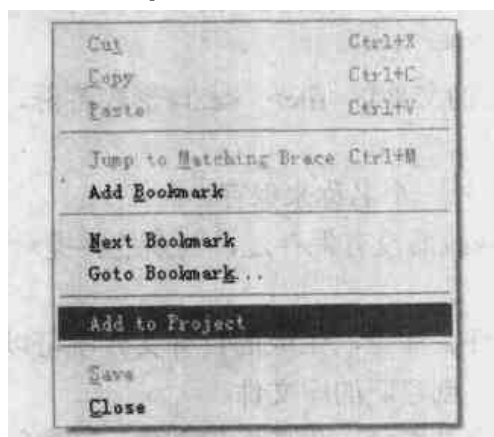 Cut Ctrl+X
Copy Ctrl+C
Paste Ctrl+V
Jump to Matching Brace Ctrl+M
Add Bookmark
Next Bookmark
Goto Bookmark...
Add to Project
Save
Close